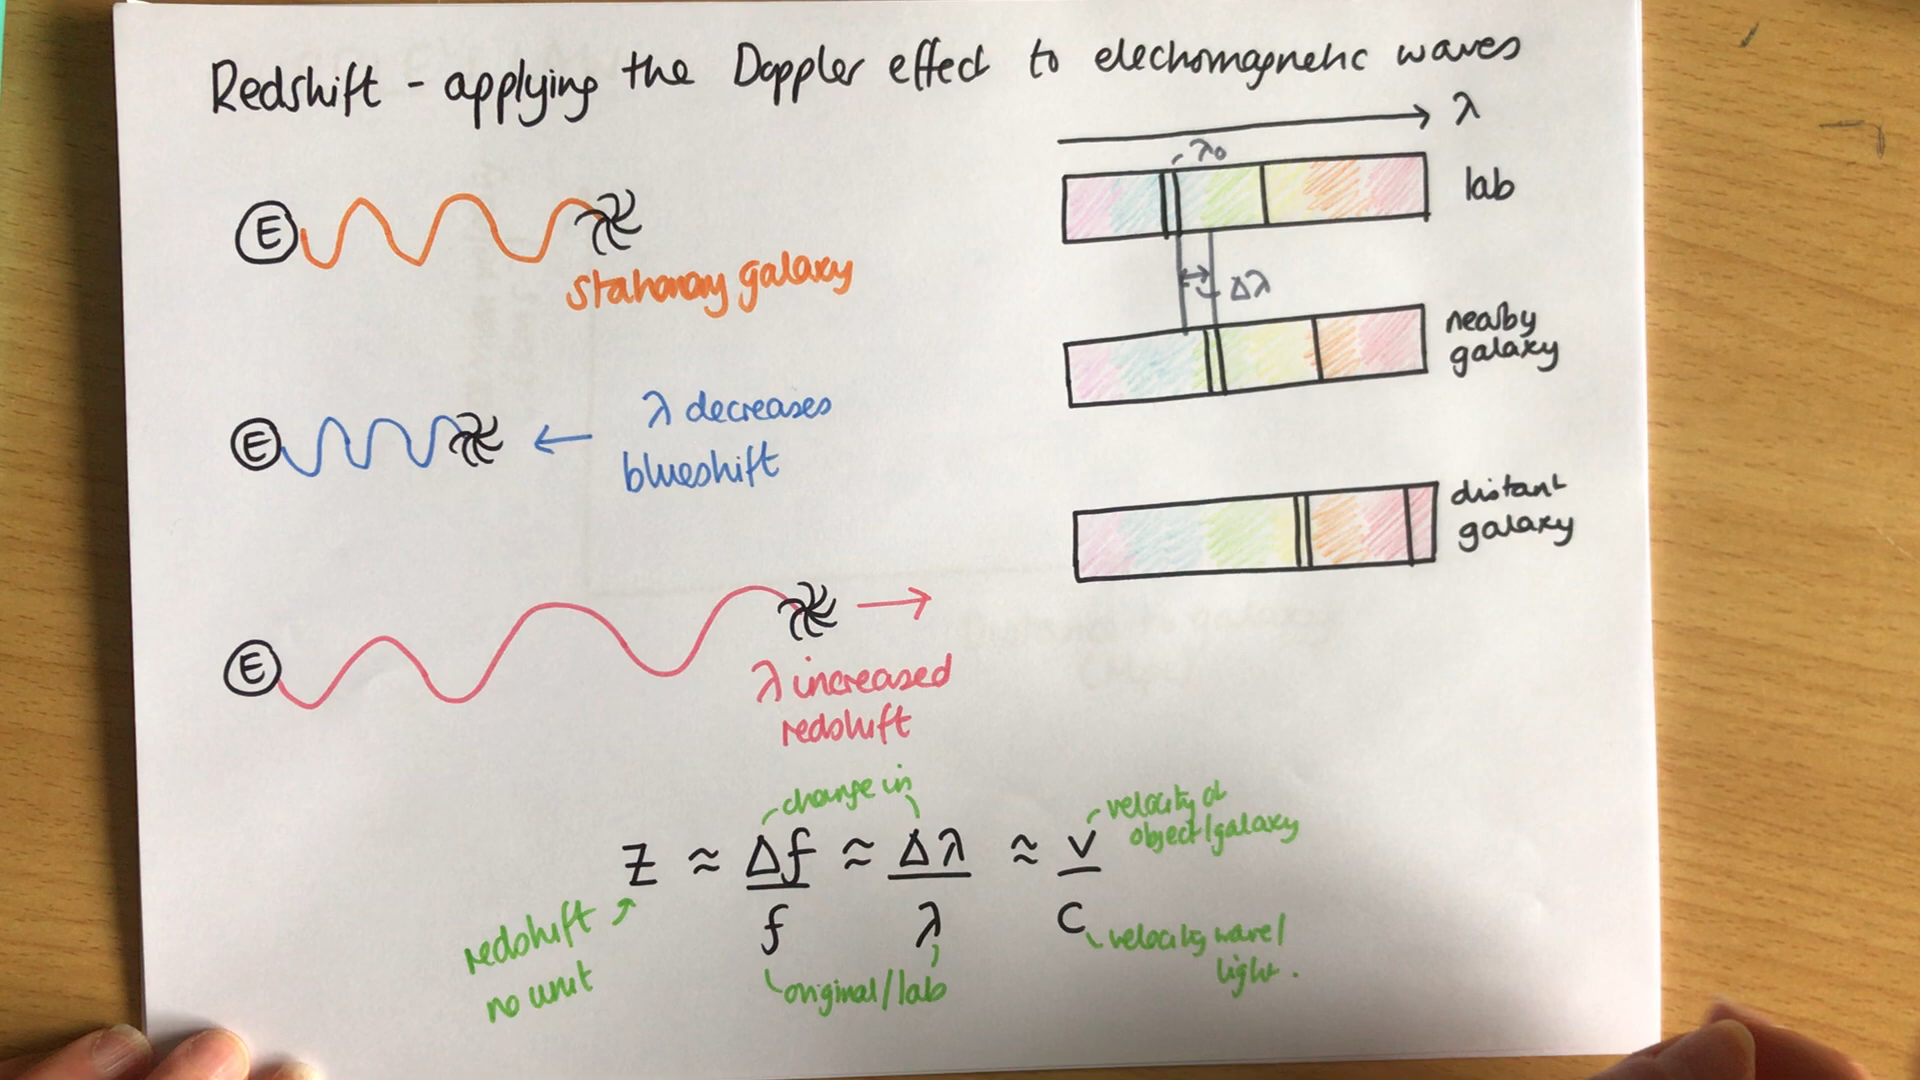 Redshift - applying the Doppler effect to electromagnetic waves
λ
λ₀
lab
E
stationary galaxy
Δλ
nearby
galaxy
E
λ decreases
blueshift
distant
galaxy
E
λ increased
redshift
change in
velocity of
object/galaxy
Z ≈ Δf/f ≈ Δλ/λ ≈ v/c
redshift
no unit
original/lab
velocity wave/
light.